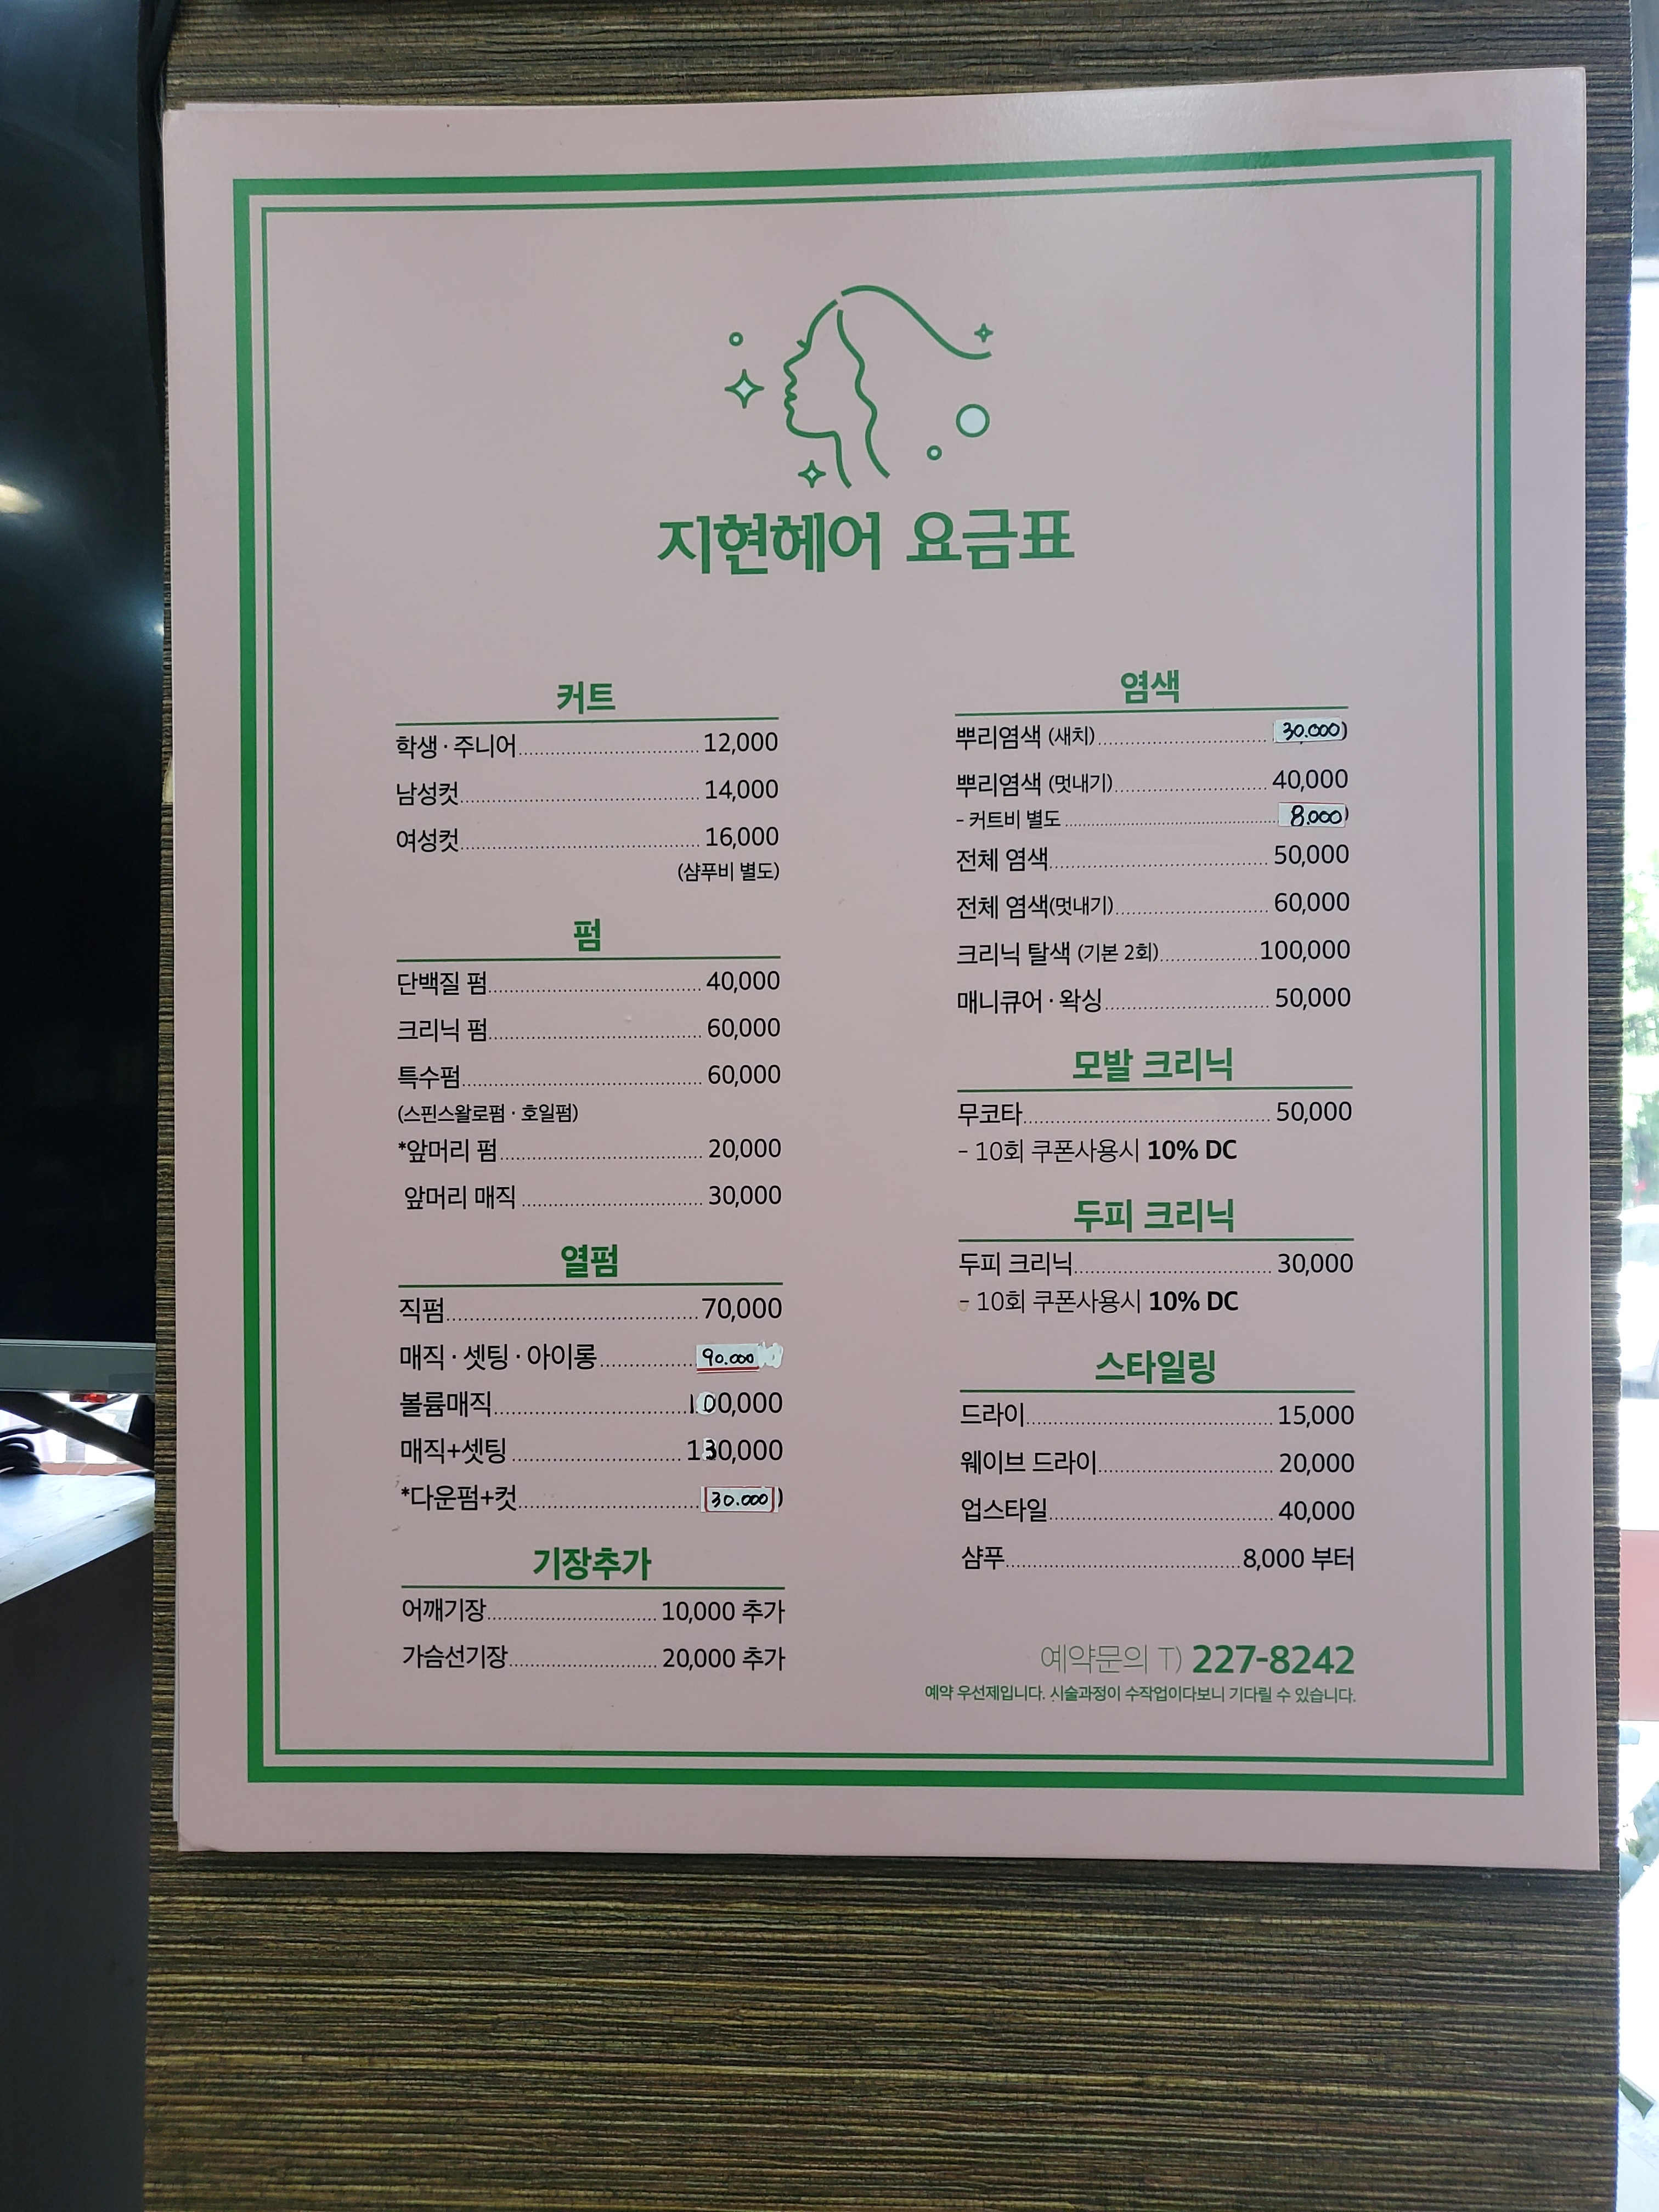 지현헤어 요금표
커트
학생 · 주니어 12,000
남성컷 14,000
여성컷 16,000
(샴푸비 별도)
펌
단백질 펌 40,000
크리닉 펌 60,000
특수펌 60,000
(스핀스왈로펌 · 호일펌)
*앞머리 펌 20,000
앞머리 매직 30,000
열펌
직펌 70,000
매직 · 셋팅 · 아이롱 90.000
볼륨매직 100,000
매직+셋팅 130,000
*다운펌+컷 30.000
기장추가
어깨기장 10,000 추가
가슴선기장 20,000 추가
염색
뿌리염색 (새치) 30.000
뿌리염색 (멋내기) 40,000
- 커트비 별도 8.000
전체 염색 50,000
전체 염색(멋내기) 60,000
크리닉 탈색 (기본 2회) 100,000
매니큐어 · 왁싱 50,000
모발 크리닉
무코타 50,000
- 10회 쿠폰사용시 10% DC
두피 크리닉
두피 크리닉 30,000
- 10회 쿠폰사용시 10% DC
스타일링
드라이 15,000
웨이브 드라이 20,000
업스타일 40,000
샴푸 8,000 부터
예약문의 T) 227-8242
예약 우선제입니다. 시술과정이 수작업이다보니 기다릴 수 있습니다.